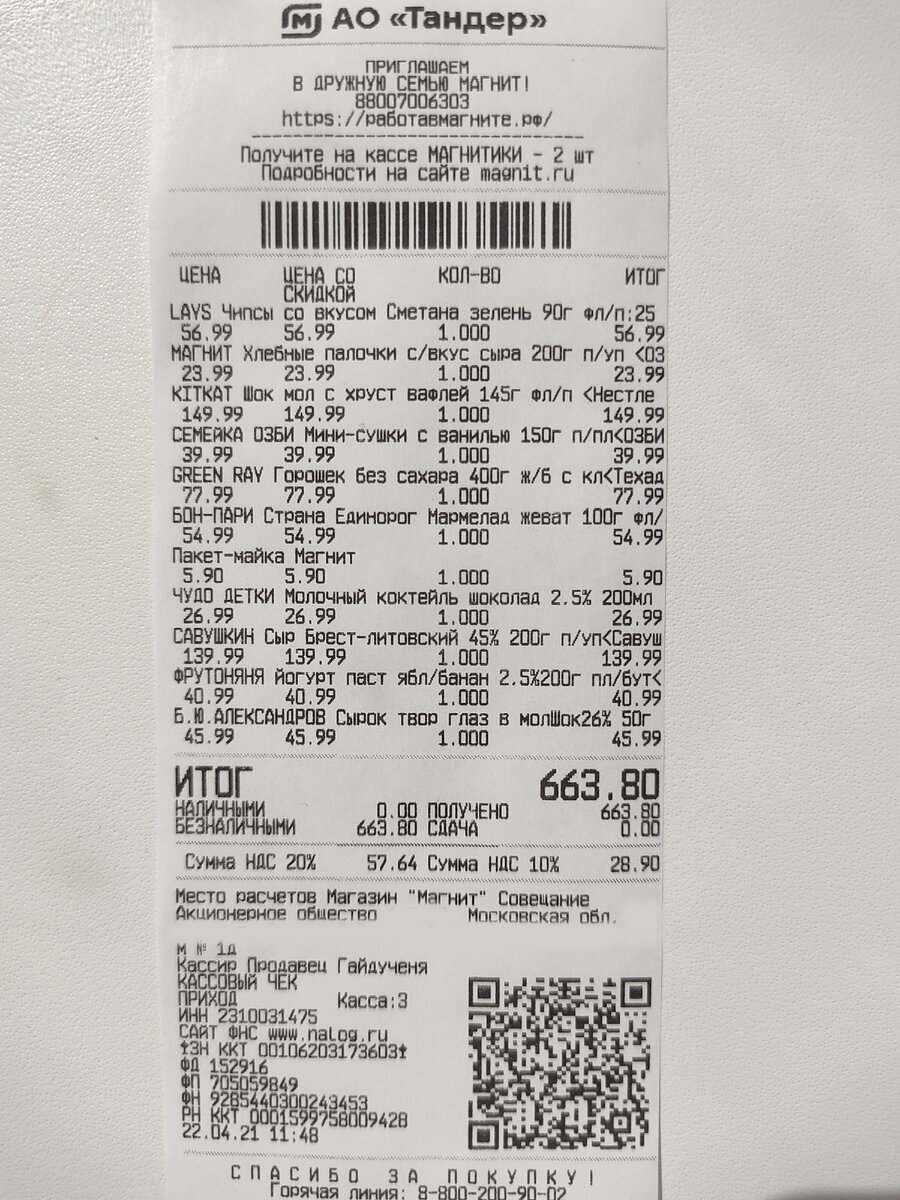 М АО «Тандер»
ПРИГЛАШАЕМ
В ДРУЖНУЮ СЕМЬЮ МАГНИТ!
88007006303
https://работавмагните.рф/
Получите на кассе МАГНИТИКИ - 2 шт
Подробности на сайте magnit.ru
ЦЕНА ЦЕНА СО СКИДКОЙ КОЛ-ВО ИТОГ
LAYS Чипсы со вкусом Сметана зелень 90г фл/п:25
56.99 56.99 1.000 56.99
МАГНИТ Хлебные палочки с/вкус сыра 200г п/уп <ОЗ
23.99 23.99 1.000 23.99
КІТКАТ Шок мол с хруст вафлей 145г фл/п <Нестле
149.99 149.99 1.000 149.99
СЕМЕЙКА ОЗБИ Мини-сушки с ванилью 150г п/пл<ОЗБИ
39.99 39.99 1.000 39.99
GREEN RAY Горошек без сахара 400г ж/б с кл<Техад
77.99 77.99 1.000 77.99
БОН-ПАРИ Страна Единорог Мармелад жеват 100г фл/
54.99 54.99 1.000 54.99
Пакет-майка Магнит
5.90 5.90 1.000 5.90
ЧУДО ДЕТКИ Молочный коктейль шоколад 2.5% 200мл
26.99 26.99 1.000 26.99
САВУШКИН Сыр Брест-литовский 45% 200г п/уп<Савуш
139.99 139.99 1.000 139.99
ФРУТОНЯНЯ йогурт паст ябл/банан 2.5%200г пл/бут<
40.99 40.99 1.000 40.99
Б.Ю.АЛЕКСАНДРОВ Сырок твор глаз в молШок26% 50г
45.99 45.99 1.000 45.99
ИТОГ 663.80
НАЛИЧНЫМИ 0.00 ПОЛУЧЕНО 663.80
БЕЗНАЛИЧНЫМИ 663.80 СДАЧА 0.00
Сумма НДС 20% 57.64 Сумма НДС 10% 28.90
Место расчетов Магазин "Магнит" Совещание
Акционерное общество Московская обл.
м № 1д
Кассир Продавец Гайдученя
КАССОВЫЙ ЧЕК
ПРИХОД Касса:3
ИНН 2310031475
САЙТ ФНС www.nalog.ru
ЗН ККТ 00106203173603
ФД 152916
ФП 705059849
ФН 9285440300243453
РН ККТ 0001599758009428
22.04.21 11:48
СПАСИБО ЗА ПОКУПКУ!
Горячая линия: 8-800-200-90-02